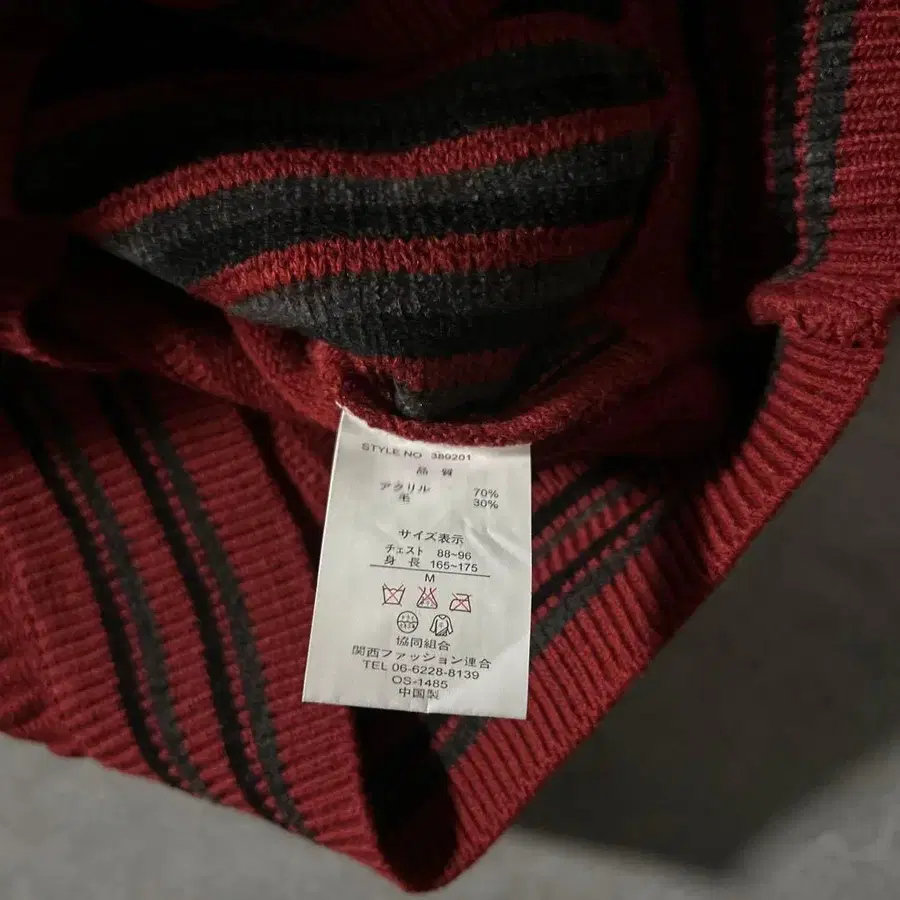 STYLE NO 380201
品 質
アクリル 70%
毛 30%
サイズ表示
チェスト 88~96
身 長 165~175
M
協同組合
関西ファッション連合
TEL 06-6228-8139
OS-1485
中国製